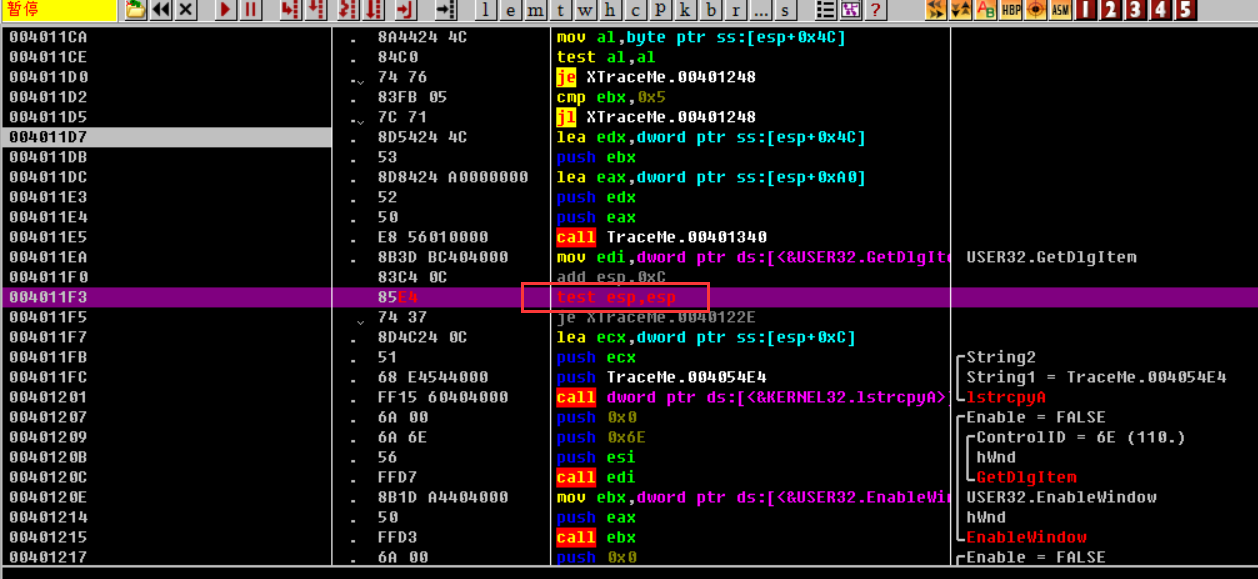 暂停 l e m t w h c p k b r ... s ? AB HBP ASM 1 2 3 4 5
004011CA . 8A4424 4C mov al,byte ptr ss:[esp+0x4C]
004011CE . 84C0 test al,al
004011D0 . 74 76 je XTraceMe.00401248
004011D2 . 83FB 05 cmp ebx,0x5
004011D5 . 7C 71 jl XTraceMe.00401248
004011D7 . 8D5424 4C lea edx,dword ptr ss:[esp+0x4C]
004011DB . 53 push ebx
004011DC . 8D8424 A0000000 lea eax,dword ptr ss:[esp+0xA0]
004011E3 . 52 push edx
004011E4 . 50 push eax
004011E5 . E8 56010000 call TraceMe.00401340
004011EA . 8B3D BC404000 mov edi,dword ptr ds:[<&USER32.GetDlgIte USER32.GetDlgItem
004011F0 83C4 0C add esp,0xC
004011F3 85E4 test esp,esp
004011F5 74 37 je XTraceMe.0040122E
004011F7 . 8D4C24 0C lea ecx,dword ptr ss:[esp+0xC]
004011FB . 51 push ecx String2
004011FC . 68 E4544000 push TraceMe.004054E4 String1 = TraceMe.004054E4
00401201 . FF15 60404000 call dword ptr ds:[<&KERNEL32.lstrcpyA>] lstrcpyA
00401207 . 6A 00 push 0x0 Enable = FALSE
00401209 . 6A 6E push 0x6E ControlID = 6E (110.)
0040120B . 56 push esi hWnd
0040120C . FFD7 call edi GetDlgItem
0040120E . 8B1D A4404000 mov ebx,dword ptr ds:[<&USER32.EnableWin USER32.EnableWindow
00401214 . 50 push eax hWnd
00401215 . FFD3 call ebx EnableWindow
00401217 . 6A 00 push 0x0 Enable = FALSE